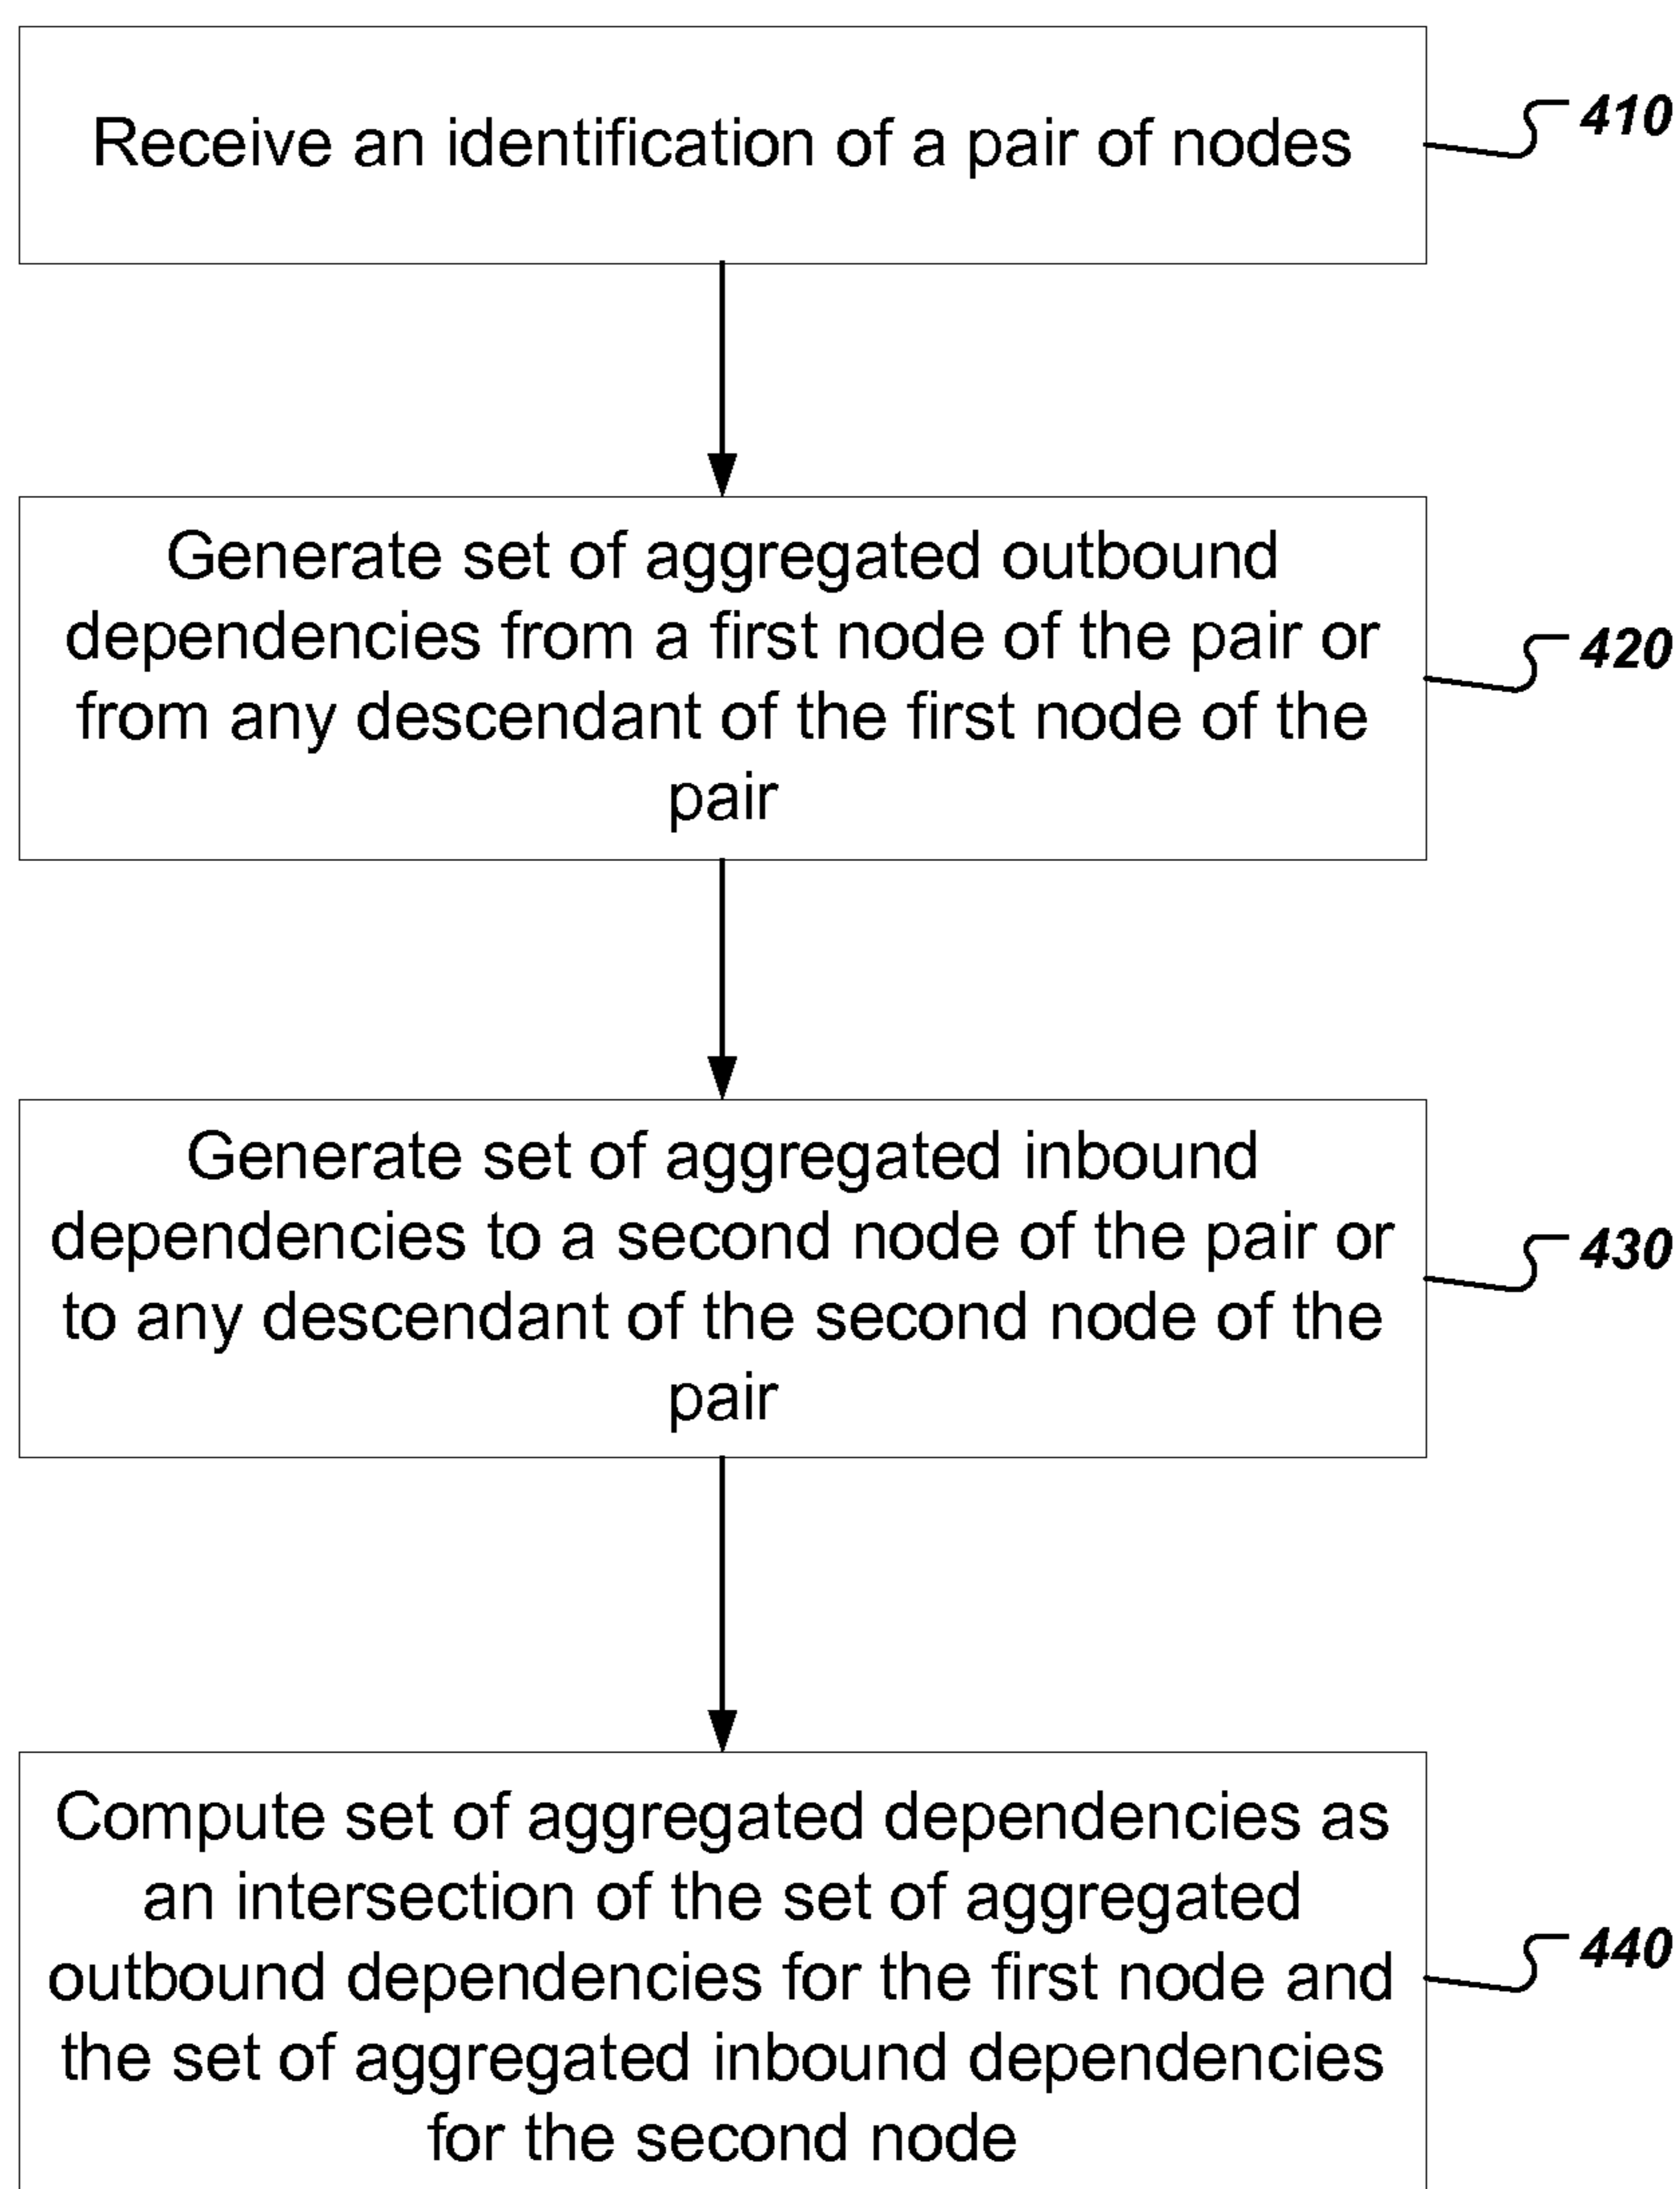 Receive an identification of a pair of nodes
410
Generate set of aggregated outbound
dependencies from a first node of the pair or
from any descendant of the first node of the
pair
420
Generate set of aggregated inbound
dependencies to a second node of the pair or
to any descendant of the second node of the
pair
430
Compute set of aggregated dependencies as
an intersection of the set of aggregated
outbound dependencies for the first node and
the set of aggregated inbound dependencies
for the second node
440